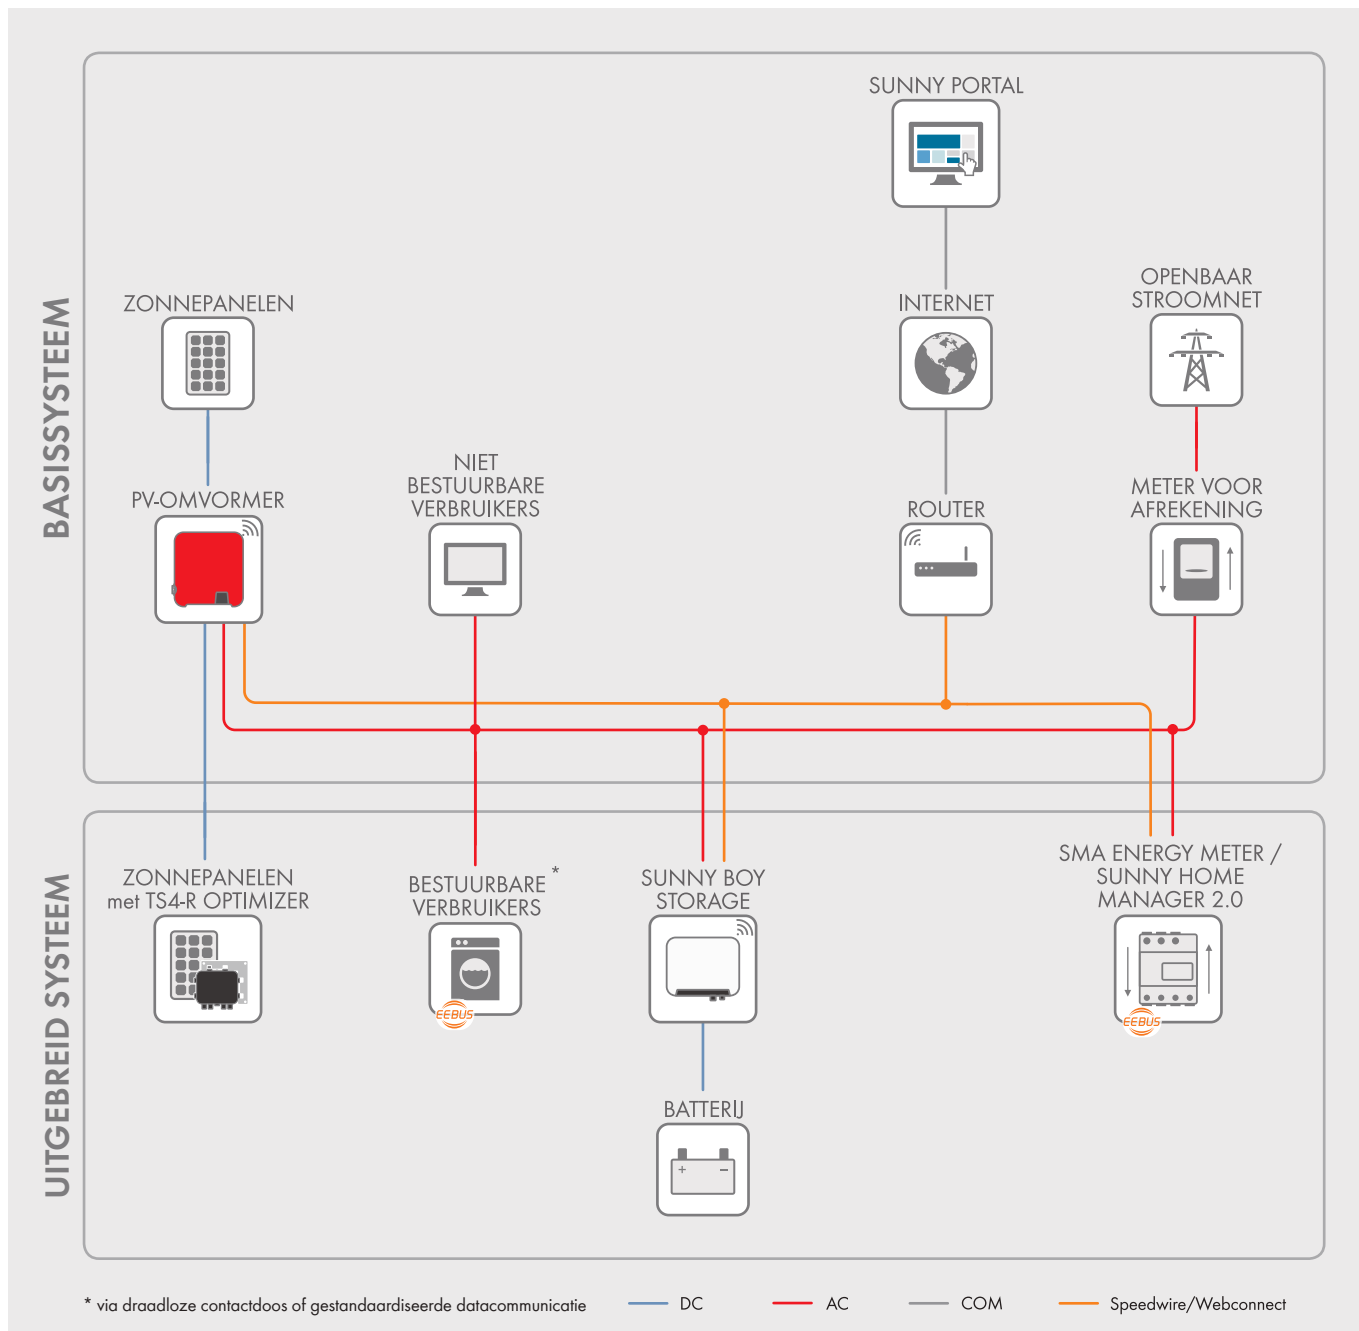 BASISSYSTEEM
SUNNY PORTAL
ZONNEPANELEN
INTERNET
OPENBAAR
STROOMNET
PV-OMVORMER
NIET
BESTUURBARE
VERBRUIKERS
ROUTER
METER VOOR
AFREKENING
UITGEBREID SYSTEEM
ZONNEPANELEN
met TS4-R OPTIMIZER
BESTUURBARE *
VERBRUIKERS
EEBUS
SUNNY BOY
STORAGE
SMA ENERGY METER /
SUNNY HOME
MANAGER 2.0
EEBUS
BATTERIJ
+ −
* via draadloze contactdoos of gestandaardiseerde datacommunicatie
DC
AC
COM
Speedwire/Webconnect